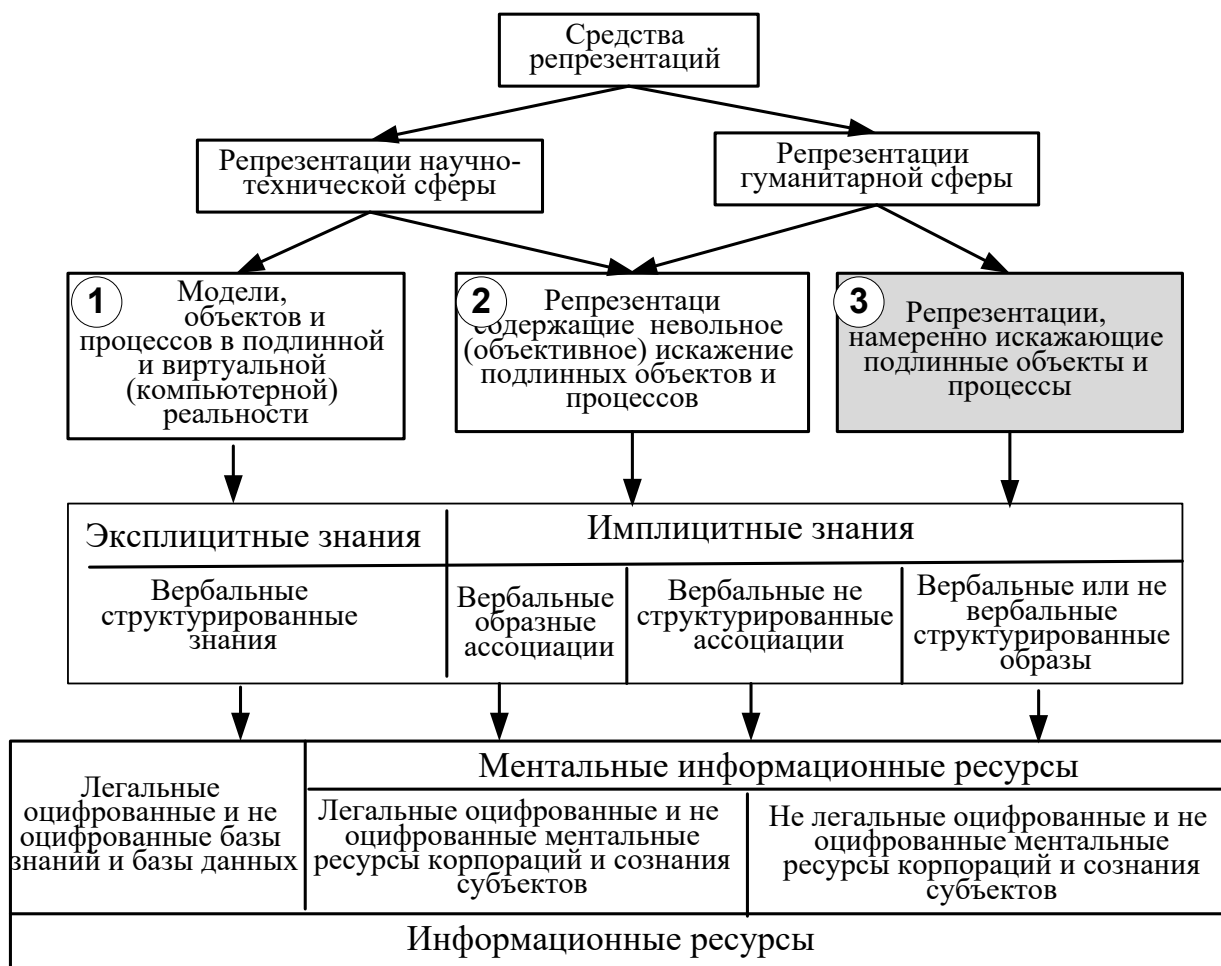 Средства
репрезентаций
Репрезентации научно-
технической сферы
Репрезентации
гуманитарной сферы
1
Модели,
объектов и
процессов в подлинной
и виртуальной
(компьютерной)
реальности
2
Репрезентаци
содержащие невольное
(объективное) искажение
подлинных объектов и
процессов
3
Репрезентации,
намеренно искажающие
подлинные объекты и
процессы
Эксплицитные знания
Имплицитные знания
Вербальные
структурированные
знания
Вербальные
образные
ассоциации
Вербальные не
структурированные
ассоциации
Вербальные или не
вербальные
структурированные
образы
Легальные
оцифрованные и не
оцифрованные базы
знаний и базы данных
Ментальные информационные ресурсы
Легальные оцифрованные и не
оцифрованные ментальные
ресурсы корпораций и сознания
субъектов
Не легальные оцифрованные и не
оцифрованные ментальные
ресурсы корпораций и сознания
субъектов
Информационные ресурсы